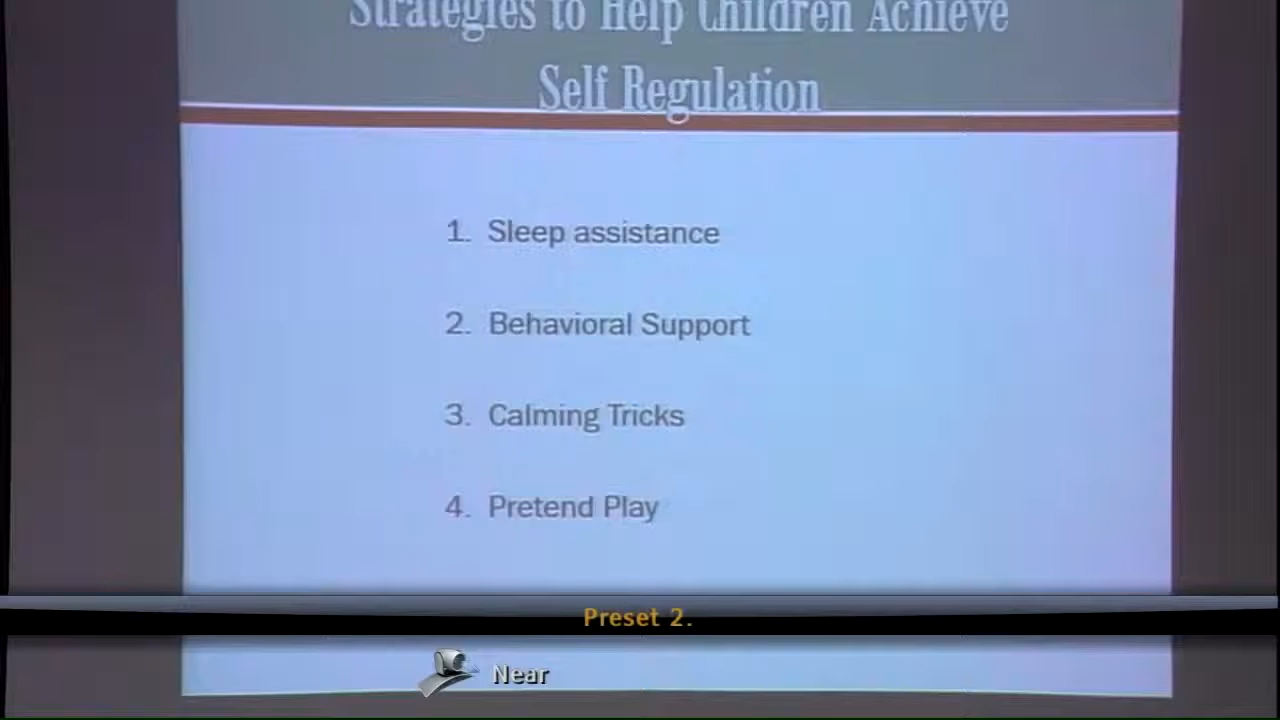 Strategies to Help Children Achieve
Self Regulation
1. Sleep assistance
2. Behavioral Support
3. Calming Tricks
4. Pretend Play
Preset 2.
Near